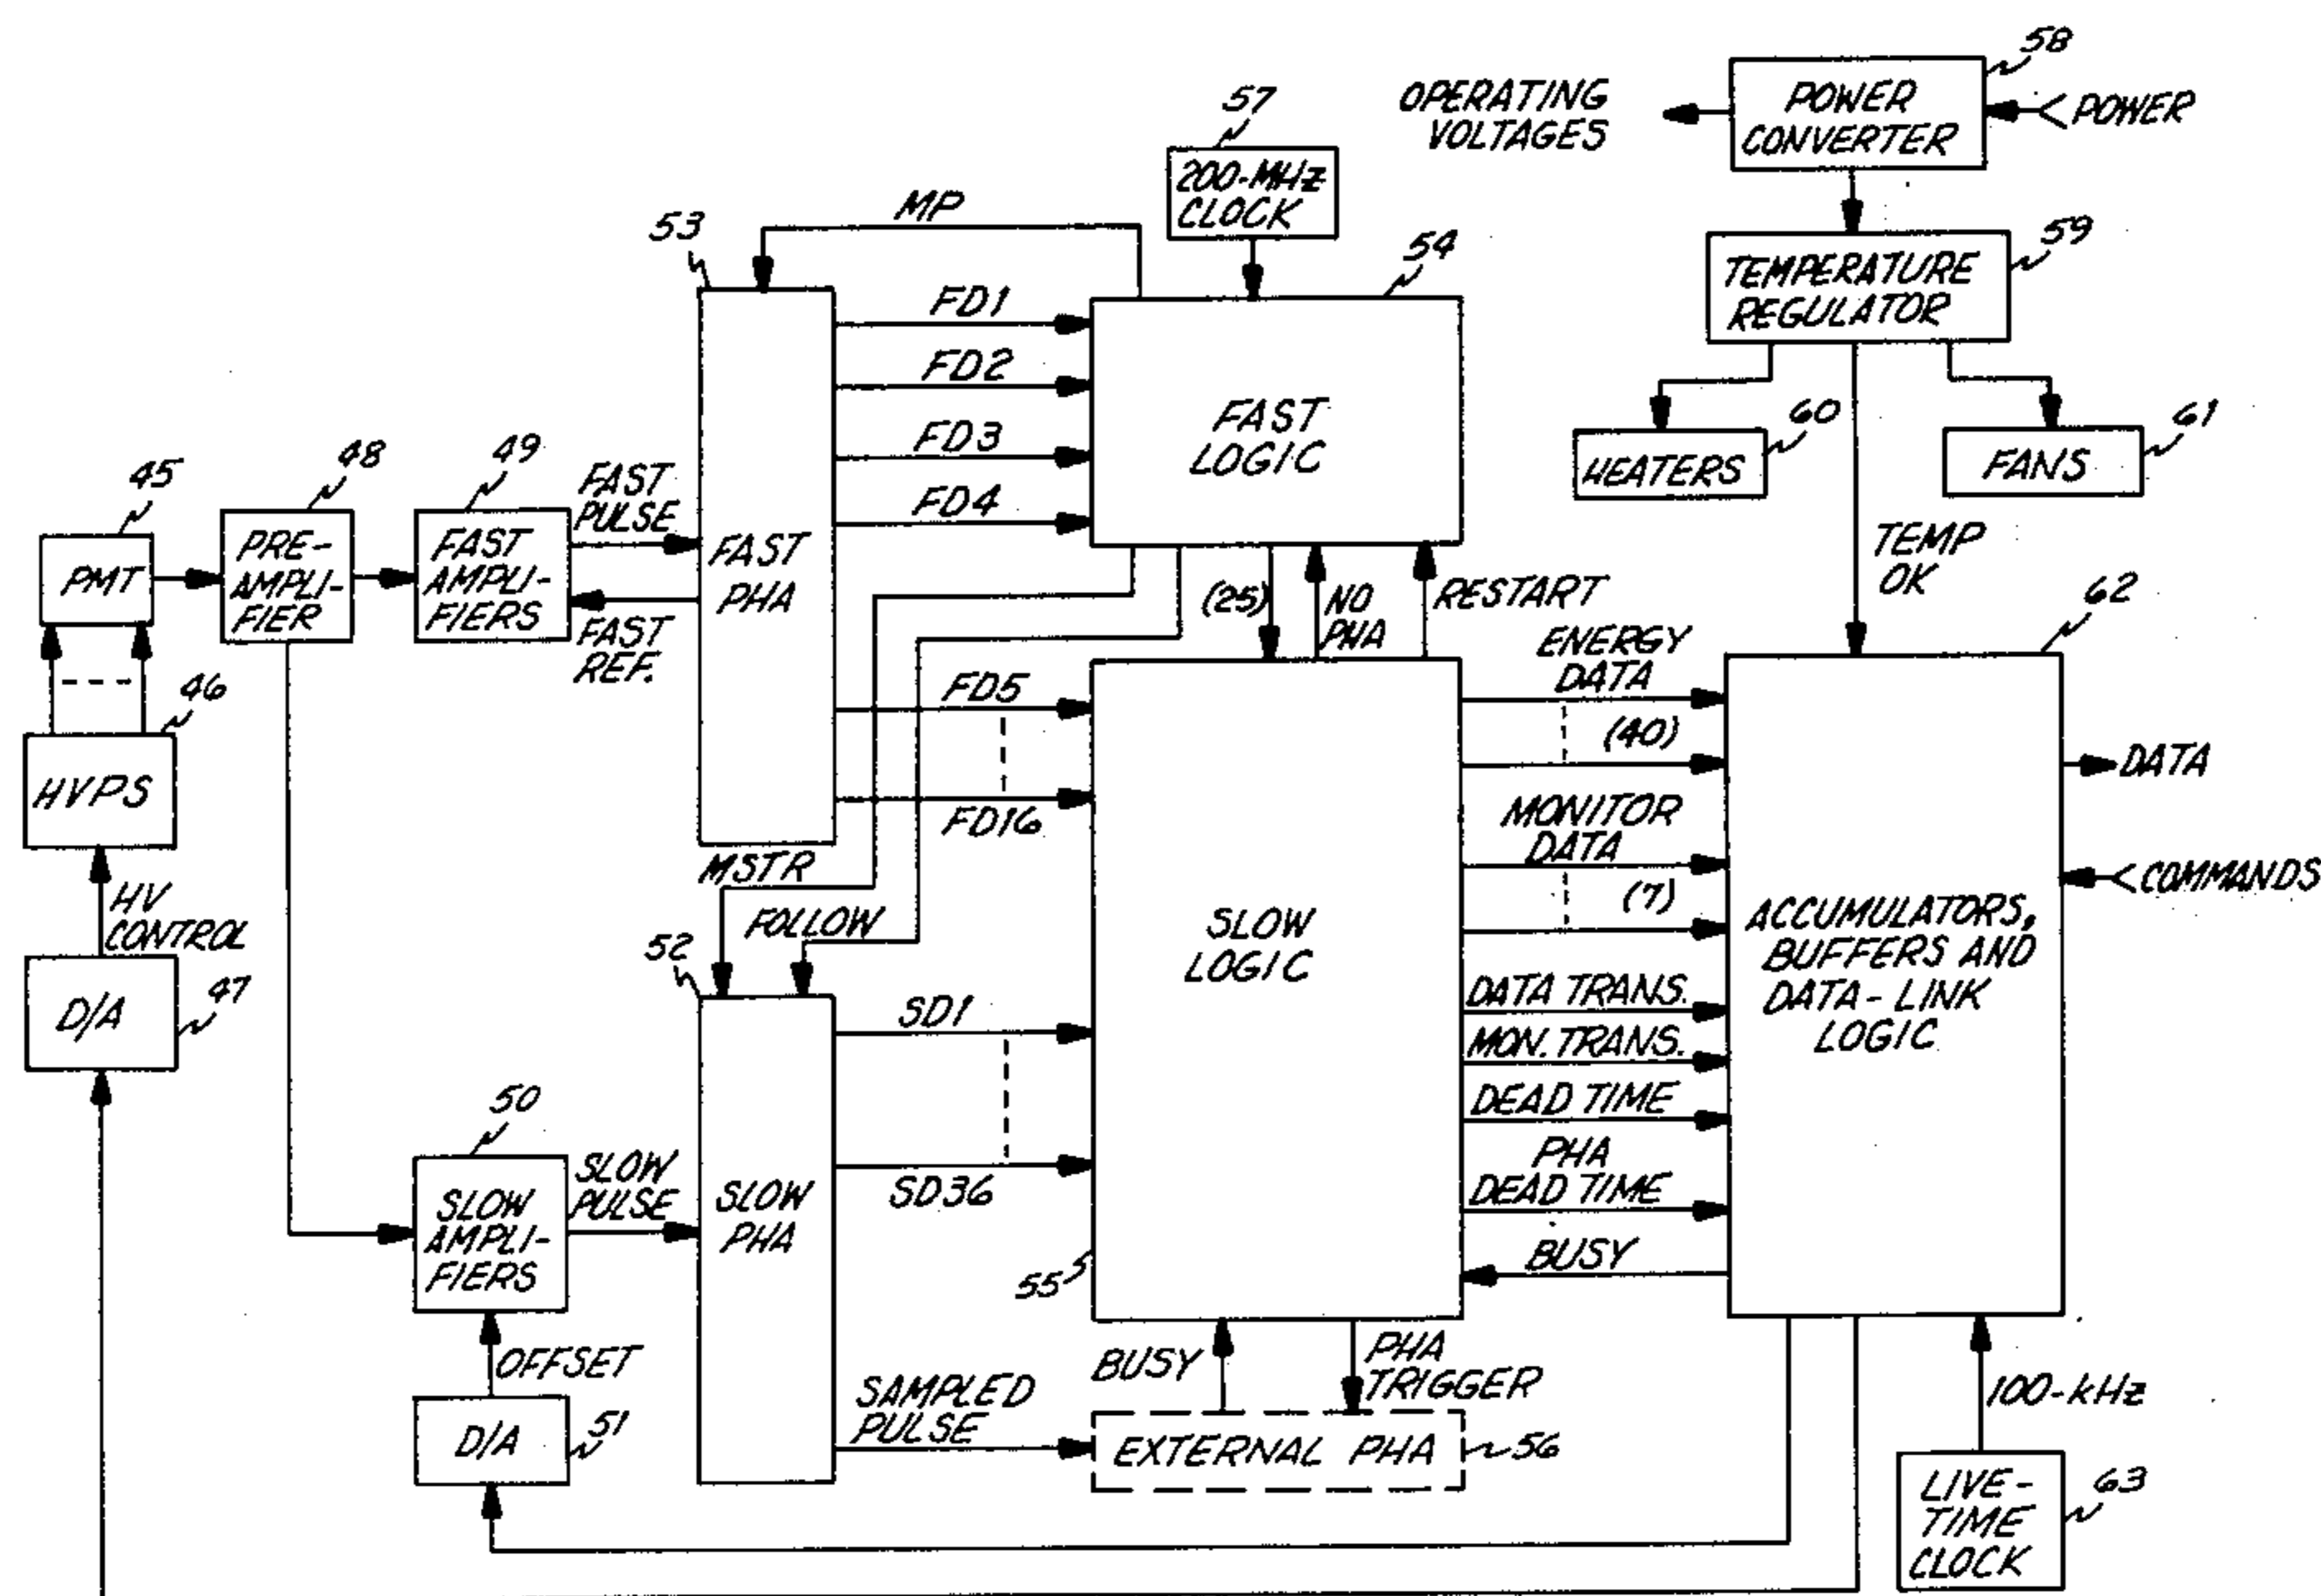 58
OPERATING
VOLTAGES
POWER
CONVERTER
POWER
57
200-MHz
CLOCK
MP
53
54
59
TEMPERATURE
REGULATOR
FD1
FD2
FD3
FD4
FAST
LOGIC
60
HEATERS
61
FANS
45
PMT
48
PRE-
AMPLI-
FIER
49
FAST
AMPLI-
FIERS
FAST
PULSE
FAST
REF.
FAST
PHA
(25)
NO
PHA
RESTART
TEMP
OK
62
46
HVPS
HV
CONTROL
D/A
47
FD5
FD16
MSTR
FOLLOW
52
SLOW
LOGIC
ENERGY
DATA
(40)
MONITOR
DATA
(7)
DATA TRANS.
MON. TRANS.
DEAD TIME
PHA
DEAD TIME
BUSY
ACCUMULATORS,
BUFFERS AND
DATA-LINK
LOGIC
DATA
COMMANDS
50
SLOW
AMPLI-
FIERS
SLOW
PULSE
SLOW
PHA
SD1
SD36
55
OFFSET
D/A
51
SAMPLED
PULSE
BUSY
PHA
TRIGGER
EXTERNAL PHA
56
100-kHz
LIVE-
TIME
CLOCK
63